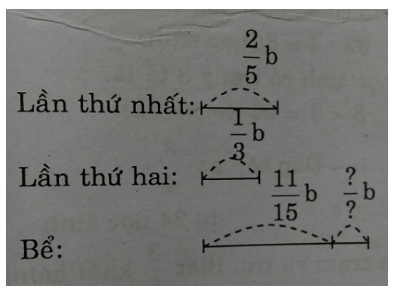 2/5 b
Lần thứ nhất:
1/3 b
Lần thứ hai:
11/15 b ?/? b
Bể: